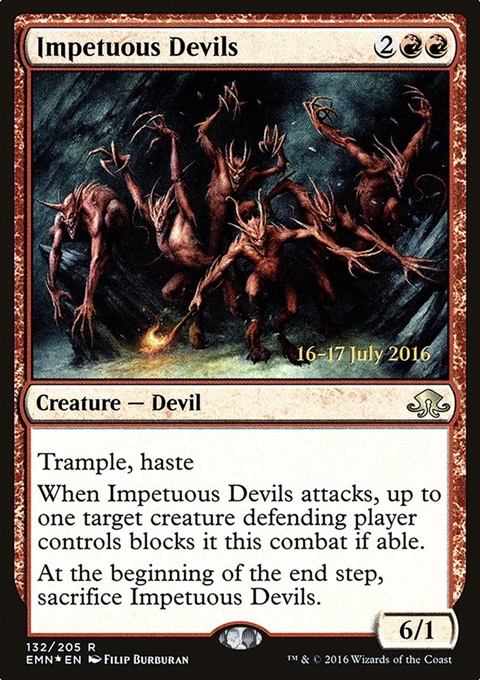 Impetuous Devils 2
16-17 July 2016
Creature — Devil
Trample, haste
When Impetuous Devils attacks, up to
one target creature defending player
controls blocks it this combat if able.
At the beginning of the end step,
sacrifice Impetuous Devils.
6/1
132/205 R
EMN★EN Filip Burburan
™ & © 2016 Wizards of the Coast